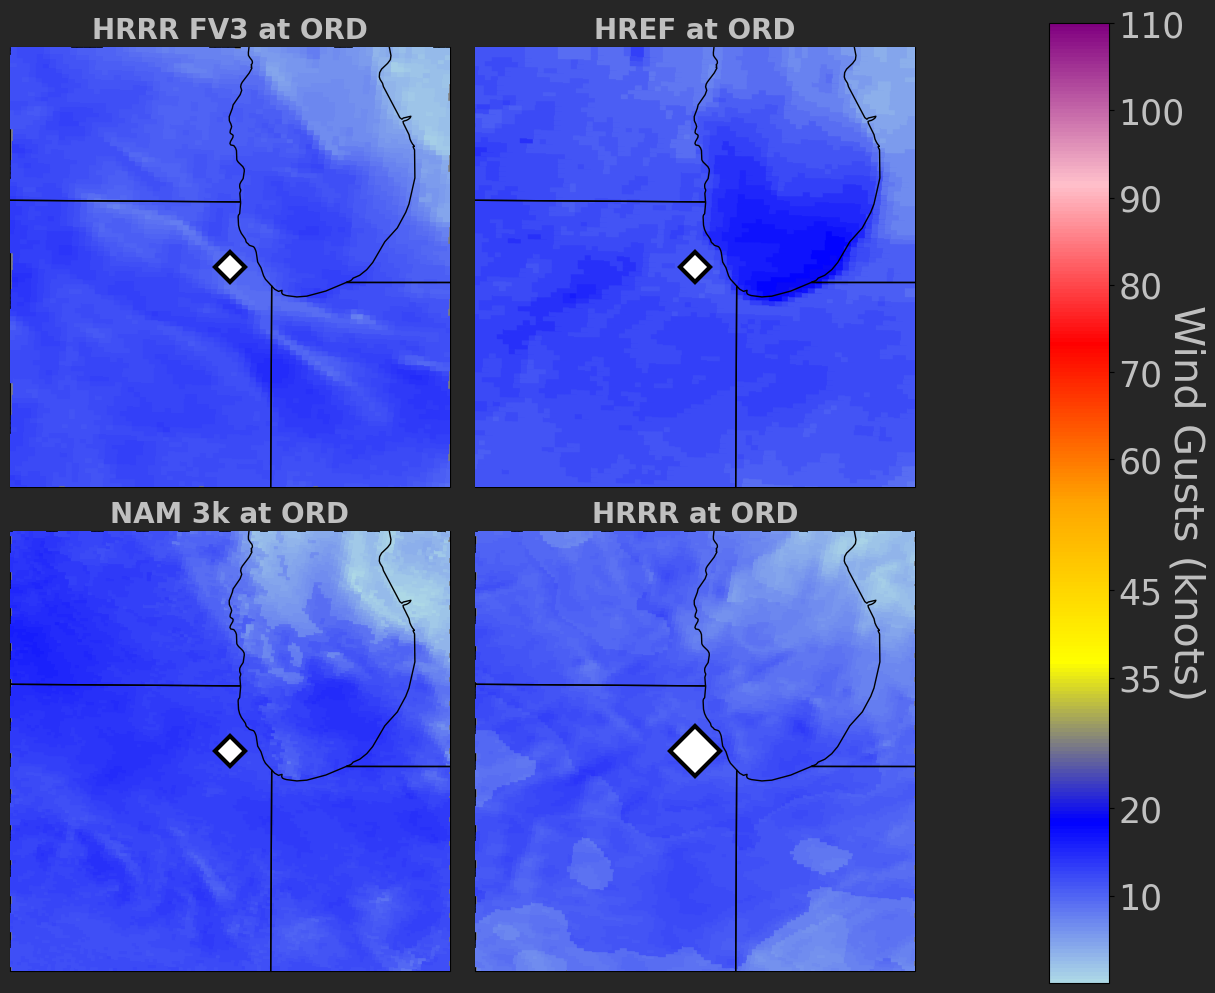 HRRR FV3 at ORD
HREF at ORD
NAM 3k at ORD
HRRR at ORD
110
100
90
80
70
60
45
35
20
10
Wind Gusts (knots)